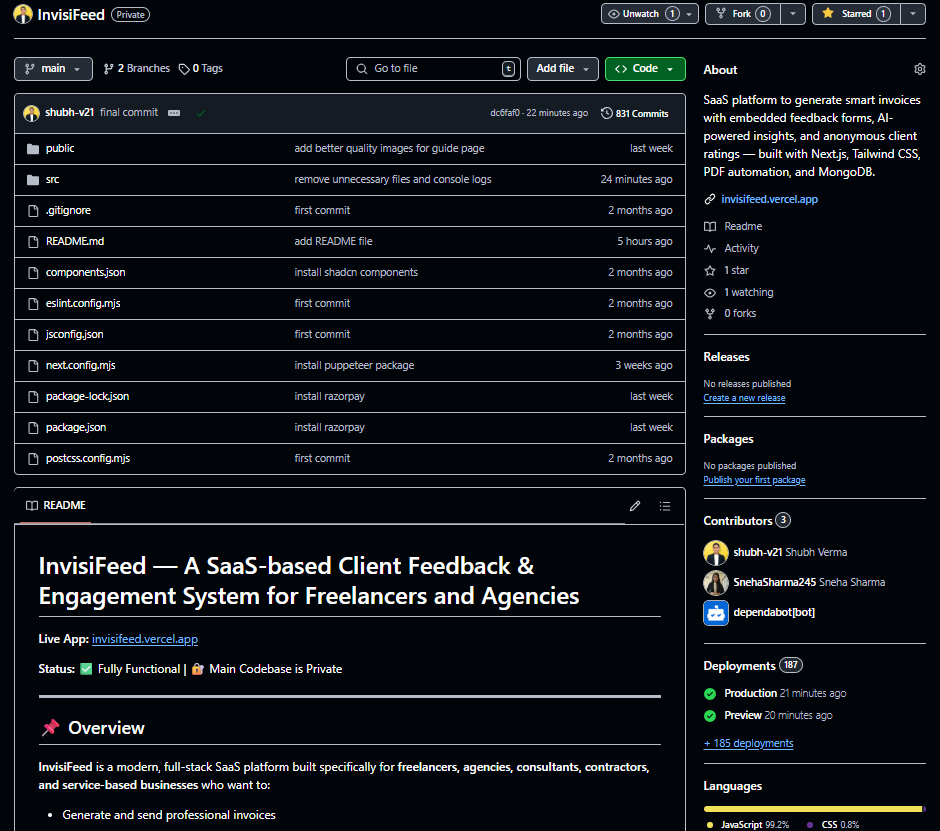 InvisiFeed Private
Unwatch 1
Fork 0
Starred 1
main
2 Branches
0 Tags
Go to file t
Add file
Code
shubh-v21 final commit
dc6faf0 · 22 minutes ago
831 Commits
public add better quality images for guide page last week
src remove unnecessary files and console logs 24 minutes ago
.gitignore first commit 2 months ago
README.md add README file 5 hours ago
components.json install shadcn components 2 months ago
eslint.config.mjs first commit 2 months ago
jsconfig.json first commit 2 months ago
next.config.mjs install puppeteer package 3 weeks ago
package-lock.json install razorpay last week
package.json install razorpay last week
postcss.config.mjs first commit 2 months ago
README
InvisiFeed — A SaaS-based Client Feedback &
Engagement System for Freelancers and Agencies
Live App: invisifeed.vercel.app
Status: ✅ Fully Functional | 🔐 Main Codebase is Private
📌 Overview
InvisiFeed is a modern, full-stack SaaS platform built specifically for freelancers, agencies, consultants, contractors,
and service-based businesses who want to:
• Generate and send professional invoices
About
SaaS platform to generate smart invoices
with embedded feedback forms, AI-
powered insights, and anonymous client
ratings — built with Next.js, Tailwind CSS,
PDF automation, and MongoDB.
invisifeed.vercel.app
Readme
Activity
1 star
1 watching
0 forks
Releases
No releases published
Create a new release
Packages
No packages published
Publish your first package
Contributors 3
shubh-v21 Shubh Verma
SnehaSharma245 Sneha Sharma
dependabot[bot]
Deployments 187
Production 21 minutes ago
Preview 20 minutes ago
+ 185 deployments
Languages
JavaScript 99.2%
CSS 0.8%